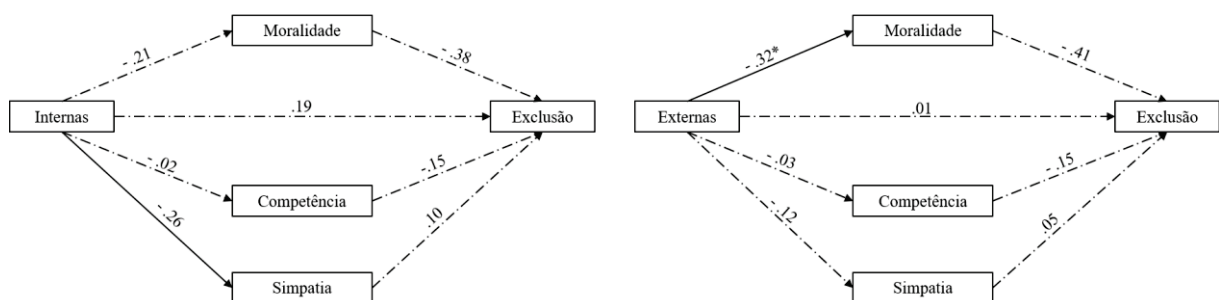 Moralidade
- .21
- .38
Internas
.19
Exclusão
- .02
- .15
Competência
- .26
.10
Simpatia
Moralidade
- .32*
- .41
Externas
.01
Exclusão
- .03
- .15
Competência
- .12
.05
Simpatia